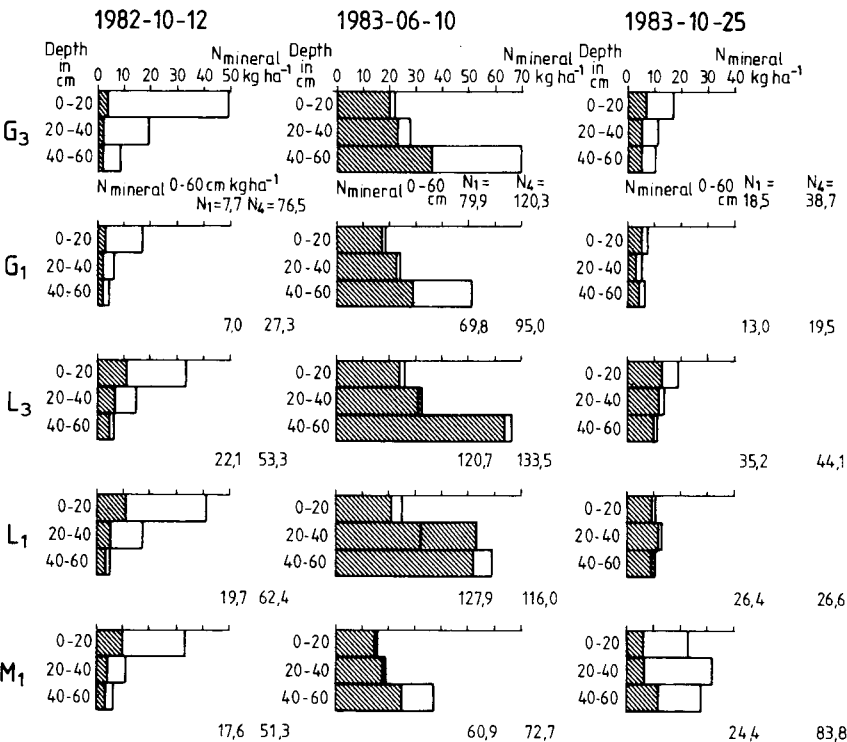 1982-10-12 1983-06-10 1983-10-25
Depth in cm Nmineral kg ha⁻¹ Depth in cm Nmineral kg ha⁻¹ Depth in cm Nmineral kg ha⁻¹
0 10 20 30 40 50 0 10 20 30 40 50 60 70 0 10 20 30 40
G₃
0-20 0-20 0-20
20-40 20-40 20-40
40-60 40-60 40-60
Nmineral 0-60 cm kg ha⁻¹ Nmineral 0-60 cm N₁= N₄= Nmineral 0-60 cm N₁= N₄=
N₁=7,7 N₄=76,5 79,9 120,3 18,5 38,7
G₁
0-20 0-20 0-20
20-40 20-40 20-40
40-60 40-60 40-60
7,0 27,3 69,8 95,0 13,0 19,5
L₃
0-20 0-20 0-20
20-40 20-40 20-40
40-60 40-60 40-60
22,1 53,3 120,7 133,5 35,2 44,1
L₁
0-20 0-20 0-20
20-40 20-40 20-40
40-60 40-60 40-60
19,7 62,4 127,9 116,0 26,4 26,6
M₁
0-20 0-20 0-20
20-40 20-40 20-40
40-60 40-60 40-60
17,6 51,3 60,9 72,7 24,4 83,8